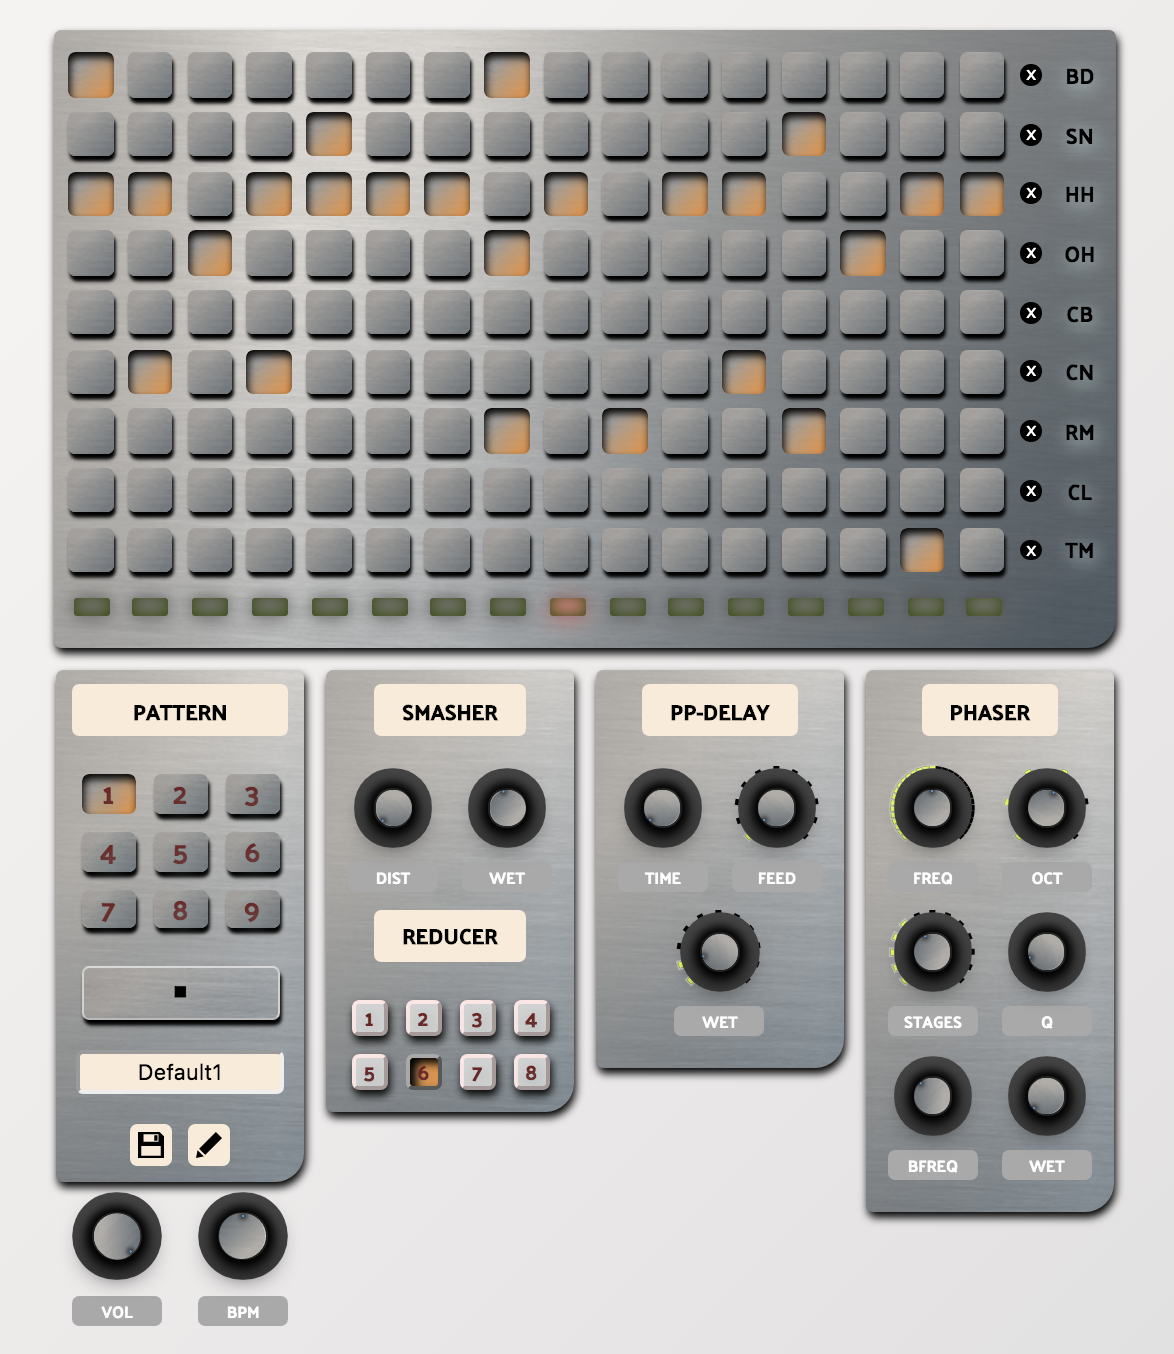 X BD
X SN
X HH
X OH
X CB
X CN
X RM
X CL
X TM
PATTERN
1 2 3
4 5 6
7 8 9
Default1
VOL BPM
SMASHER
DIST WET
REDUCER
1 2 3 4
5 6 7 8
PP-DELAY
TIME FEED
WET
PHASER
FREQ OCT
STAGES Q
BFREQ WET